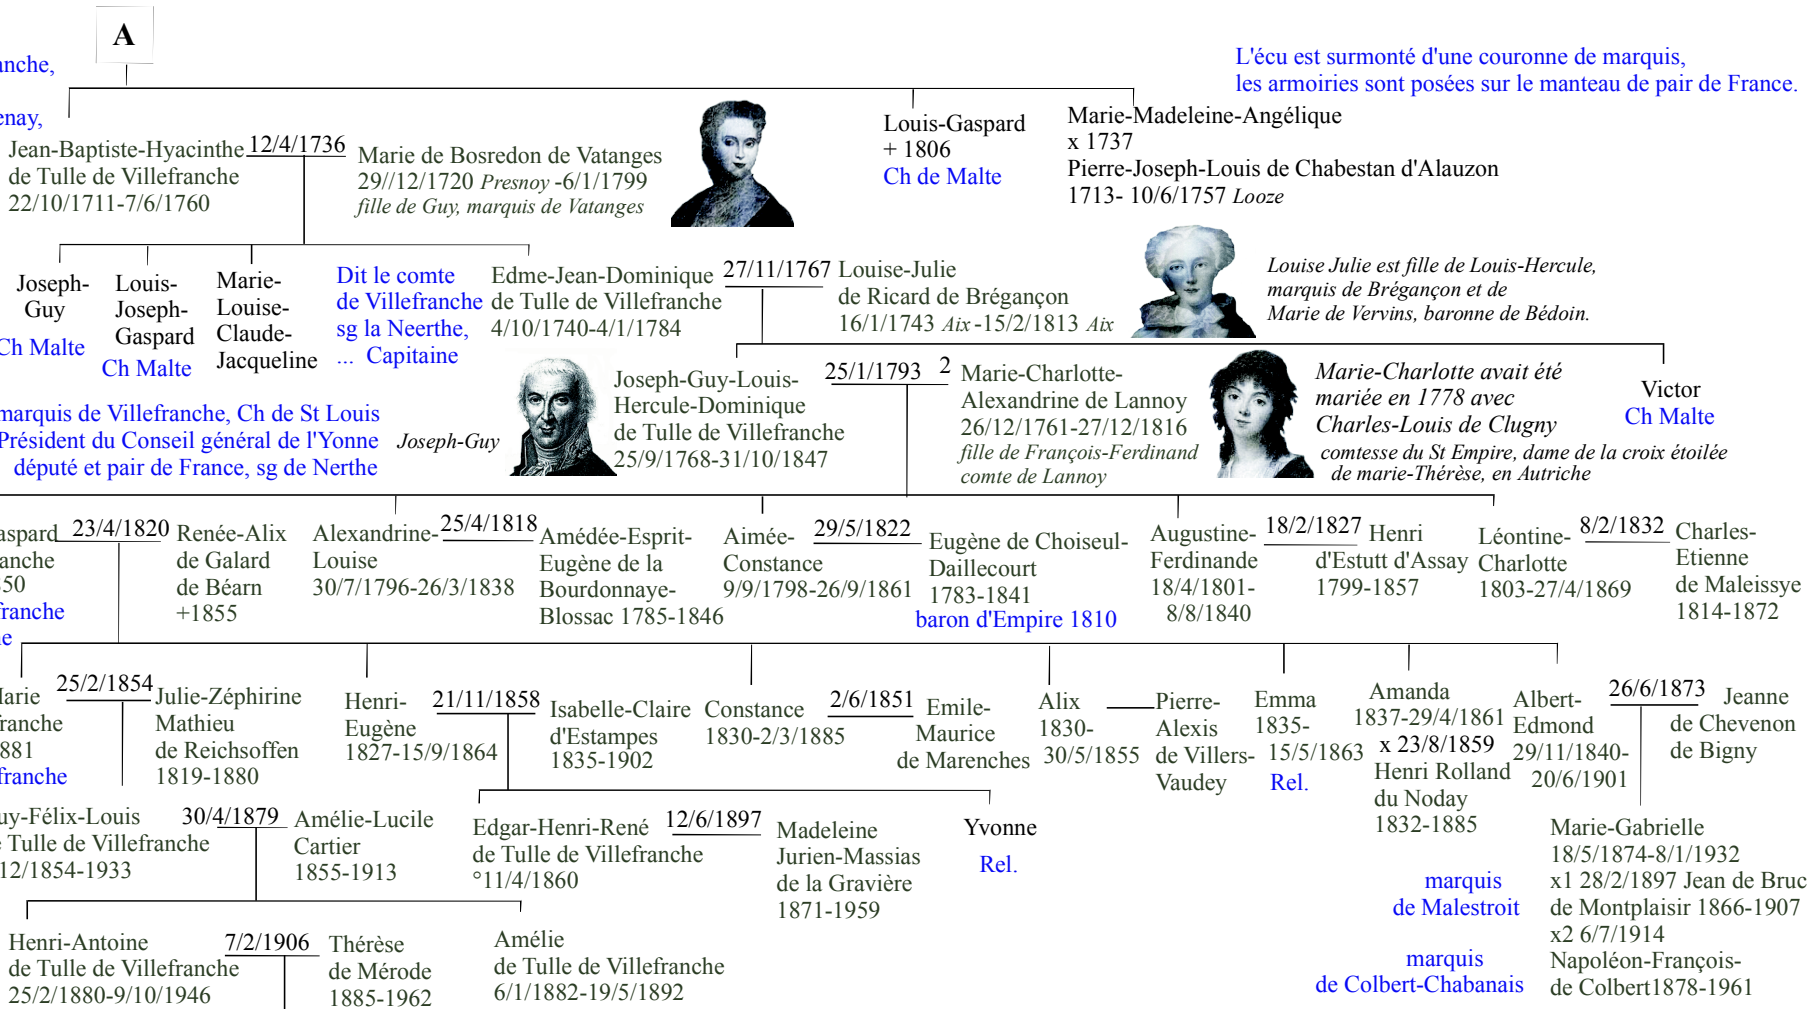 A
anche,
enay,
L'écu est surmonté d'une couronne de marquis,
les armoiries sont posées sur le manteau de pair de France.
Jean-Baptiste-Hyacinthe
de Tulle de Villefranche
22/10/1711-7/6/1760
12/4/1736
Marie de Bosredon de Vatanges
29//12/1720 Presnoy -6/1/1799
fille de Guy, marquis de Vatanges
Louis-Gaspard
+ 1806
Ch de Malte
Marie-Madeleine-Angélique
x 1737
Pierre-Joseph-Louis de Chabestan d'Alauzon
1713- 10/6/1757 Looze
Joseph-
Guy
Ch Malte
Louis-
Joseph-
Gaspard
Ch Malte
Marie-
Louise-
Claude-
Jacqueline
Dit le comte
de Villefranche
sg la Neerthe,
... Capitaine
Edme-Jean-Dominique
de Tulle de Villefranche
4/10/1740-4/1/1784
27/11/1767
Louise-Julie
de Ricard de Brégançon
16/1/1743 Aix -15/2/1813 Aix
Louise Julie est fille de Louis-Hercule,
marquis de Brégançon et de
Marie de Vervins, baronne de Bédoin.
marquis de Villefranche, Ch de St Louis
Président du Conseil général de l'Yonne
député et pair de France, sg de Nerthe
Joseph-Guy
Joseph-Guy-Louis-
Hercule-Dominique
de Tulle de Villefranche
25/9/1768-31/10/1847
25/1/1793
2
Marie-Charlotte-
Alexandrine de Lannoy
26/12/1761-27/12/1816
fille de François-Ferdinand
comte de Lannoy
Marie-Charlotte avait été
mariée en 1778 avec
Charles-Louis de Clugny
comtesse du St Empire, dame de la croix étoilée
de marie-Thérèse, en Autriche
Victor
Ch Malte
aspard
anche
50
franche
e
23/4/1820
Renée-Alix
de Galard
de Béarn
+1855
Alexandrine-
Louise
30/7/1796-26/3/1838
25/4/1818
Amédée-Esprit-
Eugène de la
Bourdonnaye-
Blossac 1785-1846
Aimée-
Constance
9/9/1798-26/9/1861
29/5/1822
Eugène de Choiseul-
Daillecourt
1783-1841
baron d'Empire 1810
Augustine-
Ferdinande
18/4/1801-
8/8/1840
18/2/1827
Henri
d'Estutt d'Assay
1799-1857
Léontine-
Charlotte
1803-27/4/1869
8/2/1832
Charles-
Etienne
de Maleissye
1814-1872
Marie
ranche
881
franche
25/2/1854
Julie-Zéphirine
Mathieu
de Reichsoffen
1819-1880
Henri-
Eugène
1827-15/9/1864
21/11/1858
Isabelle-Claire
d'Estampes
1835-1902
Constance
1830-2/3/1885
2/6/1851
Emile-
Maurice
de Marenches
Alix
1830-
30/5/1855
Pierre-
Alexis
de Villers-
Vaudey
Emma
1835-
15/5/1863
Rel.
Amanda
1837-29/4/1861
x 23/8/1859
Henri Rolland
du Noday
1832-1885
Albert-
Edmond
29/11/1840-
20/6/1901
26/6/1873
Jeanne
de Chevenon
de Bigny
uy-Félix-Louis
e Tulle de Villefranche
12/1854-1933
30/4/1879
Amélie-Lucile
Cartier
1855-1913
Edgar-Henri-René
de Tulle de Villefranche
°11/4/1860
12/6/1897
Madeleine
Jurien-Massias
de la Gravière
1871-1959
Yvonne
Rel.
Marie-Gabrielle
18/5/1874-8/1/1932
x1 28/2/1897 Jean de Bruc
de Montplaisir 1866-1907
x2 6/7/1914
Napoléon-François-
de Colbert1878-1961
marquis
de Malestroit
marquis
de Colbert-Chabanais
Henri-Antoine
de Tulle de Villefranche
25/2/1880-9/10/1946
7/2/1906
Thérèse
de Mérode
1885-1962
Amélie
de Tulle de Villefranche
6/1/1882-19/5/1892